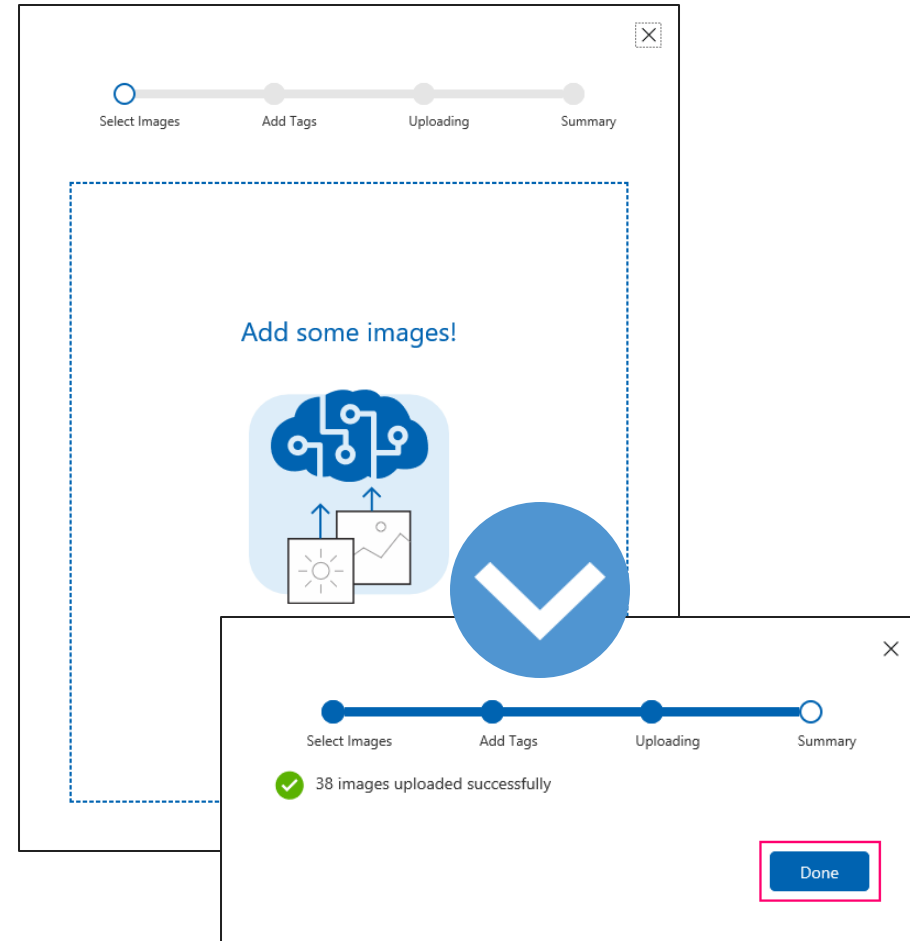 Select Images
Add Tags
Uploading
Summary
Add some images!
Select Images
Add Tags
Uploading
Summary
38 images uploaded successfully
Done